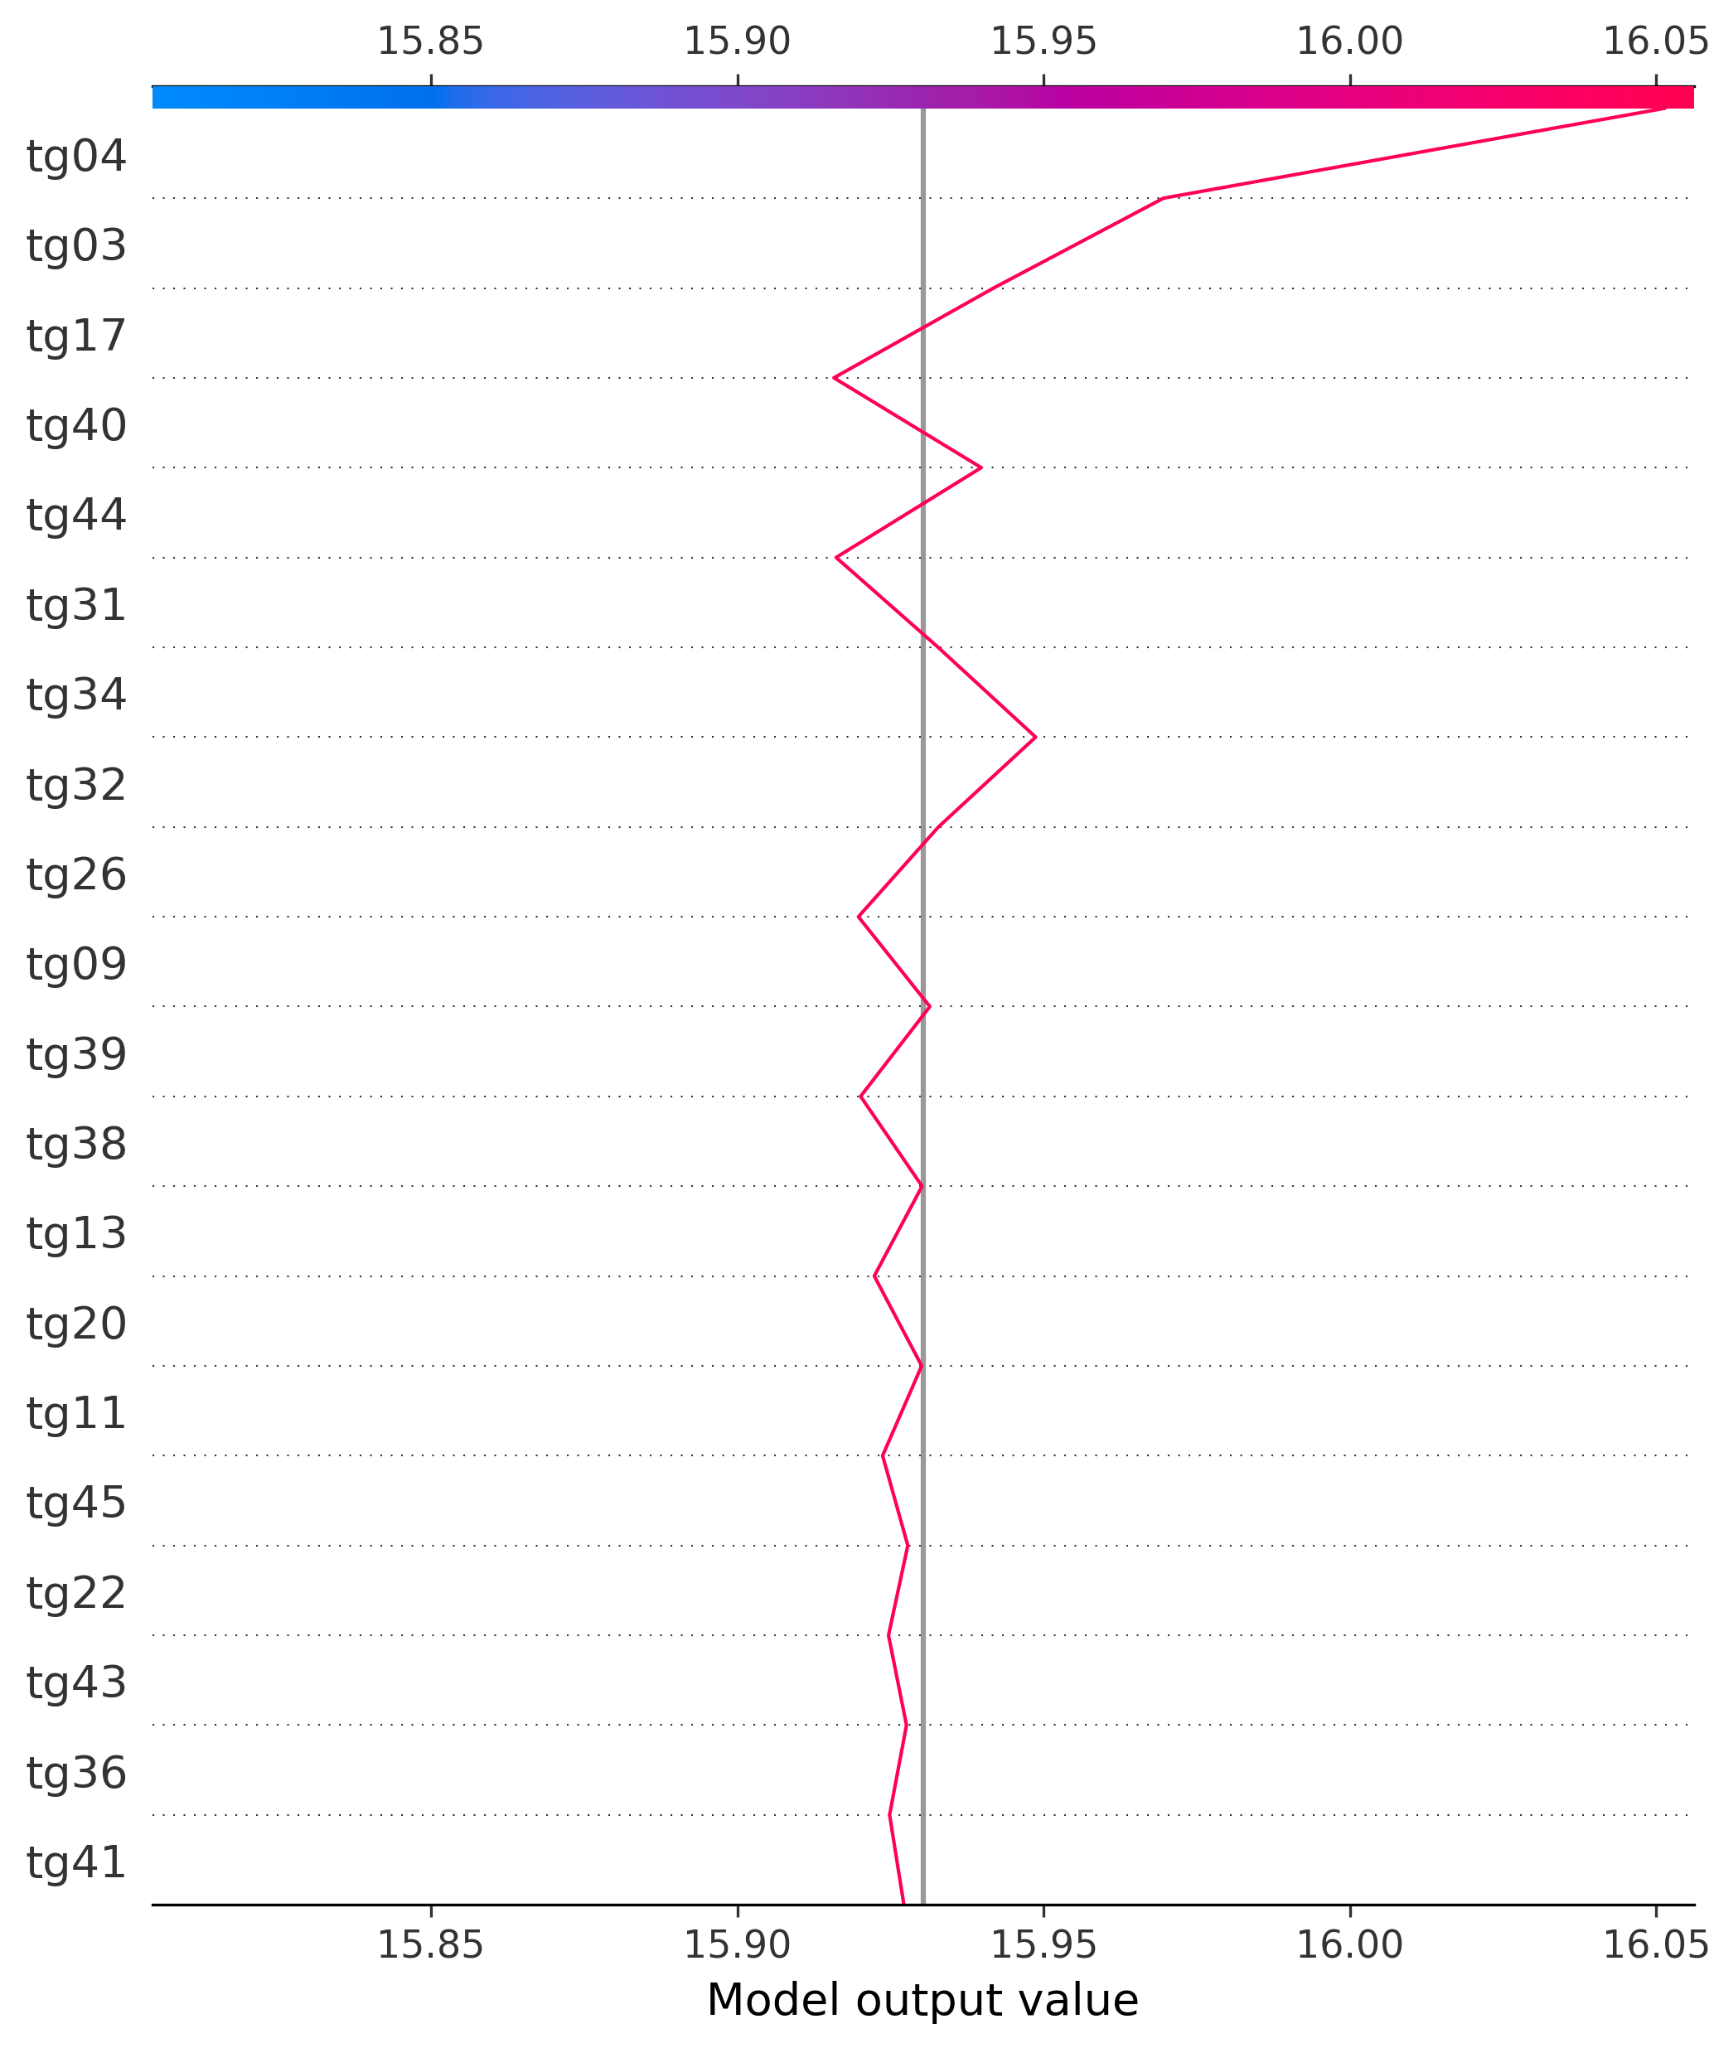 15.85 15.90 15.95 16.00 16.05
tg04
tg03
tg17
tg40
tg44
tg31
tg34
tg32
tg26
tg09
tg39
tg38
tg13
tg20
tg11
tg45
tg22
tg43
tg36
tg41
15.85 15.90 15.95 16.00 16.05
Model output value